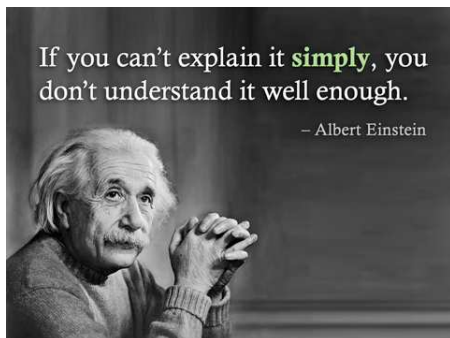 If you can’t explain it simply, you
don’t understand it well enough.
– Albert Einstein